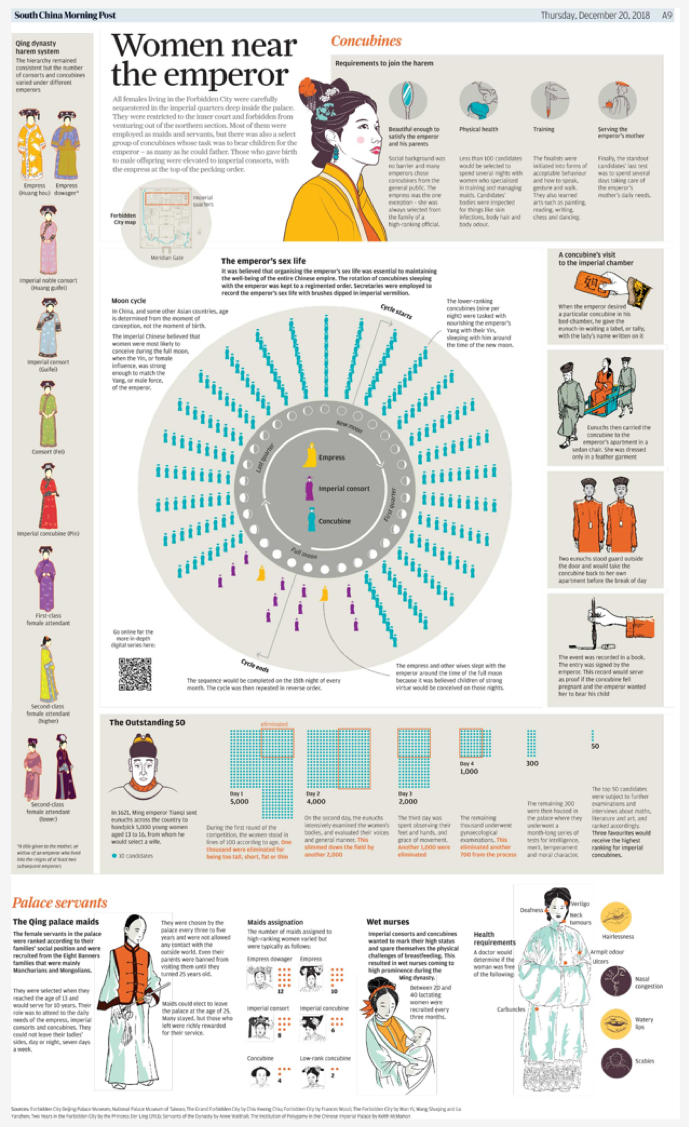 South China Morning Post
Thursday, December 20, 2018 A9
Qing dynasty
harem system
The hierarchy remained
consistent but the number
of consorts and concubines
varied under different
emperors
Empress
(Huang hou)
Empress
dowager*
Imperial noble consort
(Huang guifei)
Imperial consort
(Guifei)
Consort (Fei)
Imperial concubine (Pin)
First-class
female attendant
Second-class
female attendant
(higher)
Second-class
female attendant
(lower)
*A title given to the mother, or
widow of an emperor who lived
into the reigns of at least two
subsequent emperors
Women near
the emperor
All females living in the Forbidden City were carefully
sequestered in the imperial quarters deep inside the palace.
They were restricted to the inner court and forbidden from
venturing out of the northern section. Most of them were
employed as maids and servants, but there was also a select
group of concubines whose task was to bear children for the
emperor – as many as he could father. Those who gave birth
to male offspring were elevated to imperial consorts, with
the empress at the top of the pecking order.
Forbidden
City map
Imperial
quarters
Meridian Gate
Concubines
Requirements to join the harem
Beautiful enough to
satisfy the emperor
and his parents
Social background was
no barrier and many
emperors chose
concubines from the
general public. The
empress was the one
exception – she was
always selected from
the family of a
high-ranking official.
Physical health
Less than 100 candidates
would be selected to
spend several nights with
women who specialised
in training and managing
maids. Candidates'
bodies were inspected
for things like skin
infections, body hair and
body odour.
Training
The finalists were
initiated into forms of
acceptable behaviour
and how to speak,
gesture and walk.
They also learned
arts such as painting,
reading, writing,
chess and dancing.
Serving the
emperor's mother
Finally, the standout
candidates' last test
was to spend several
days taking care of
the emperor's
mother's daily needs.
The emperor's sex life
It was believed that organising the emperor's sex life was essential to maintaining
the well-being of the entire Chinese empire. The rotation of concubines sleeping
with the emperor was kept to a regimented order. Secretaries were employed to
record the emperor's sex life with brushes dipped in imperial vermilion.
Moon cycle
In China, and some other Asian countries, age
is determined from the moment of
conception, not the moment of birth.
The Imperial Chinese believed that
women were most likely to
conceive during the full moon,
when the Yin, or female
influence, was strong
enough to match the
Yang, or male force,
of the emperor.
Cycle starts
The lower-ranking
concubines (nine per
night) were tasked with
nourishing the emperor's
Yang with their Yin,
sleeping with him around
the time of the new moon.
New moon
Last quarter
First quarter
Full moon
Empress
Imperial consort
Concubine
Cycle ends
The sequence would be completed on the 15th night of every
month. The cycle was then repeated in reverse order.
The empress and other wives slept with the
emperor around the time of the full moon
because it was believed children of strong
virtue would be conceived on those nights.
Go online for the
more in-depth
digital series here:
A concubine's visit
to the imperial chamber
When the emperor desired
a particular concubine in his
bed-chamber, he gave the
eunuch-in-waiting a label, or tally,
with the lady's name written on it
Eunuchs then carried the
concubine to the
emperor's apartment in a
sedan chair. She was dressed
only in a feather garment
Two eunuchs stood guard outside
the door and would take the
concubine back to her own
apartment before the break of day
The event was recorded in a book.
The entry was signed by the
emperor. This record would serve
as proof if the concubine fell
pregnant and the emperor wanted
her to bear his child
The Outstanding 50
In 1621, Ming emperor Tianqi sent
eunuchs across the country to
handpick 5,000 young women
aged 13 to 16, from whom he
would select a wife.
10 candidates
eliminated
Day 1
5,000
During the first round of the
competition, the women stood in
lines of 100 according to age. One
thousand were eliminated for
being too tall, short, fat or thin
Day 2
4,000
On the second day, the eunuchs
intensively examined the women's
bodies, and evaluated their voices
and general manner. This
slimmed down the field by
another 2,000
Day 3
2,000
The third day was
spent observing their
feet and hands, and
grace of movement.
Another 1,000 were
eliminated
Day 4
1,000
The remaining
thousand underwent
gynaecological
examinations. This
eliminated another
700 from the process
300
The remaining 300
were then housed in
the palace where
they underwent a
month-long series of
tests for intelligence,
merit, temperament
and moral character.
50
The top 50 candidates
were subject to further
examinations and
interviews about maths,
literature and art, and
ranked accordingly.
Three favourites would
receive the highest
ranking for imperial
concubines.
Palace servants
The Qing palace maids
The female servants in the palace
were ranked according to their
families' social position and were
recruited from the Eight Banners
families that were mainly
Manchurians and Mongolians.
They were selected when they
reached the age of 13 and
would serve for 10 years. Their
role was to attend to the daily
needs of the empress, imperial
consorts and concubines. They
could not leave their ladies'
sides, day or night, seven days
a week.
They were chosen by the
palace every three to five
years and were not allowed
any contact with the
outside world. Even their
parents were banned from
visiting them until they
turned 25 years old.
Maids could elect to leave
the palace at the age of 25.
Many stayed, but those who
left were richly rewarded
for their service.
Maids assignation
The number of maids assigned to
high-ranking women varied but
were typically as follows:
Empress dowager
12
Empress
10
Imperial consort
8
Imperial concubine
6
Concubine
4
Low-rank concubine
2
Wet nurses
Imperial consorts and concubines
wanted to mark their high status
and spare themselves the physical
challenges of breastfeeding. This
resulted in wet nurses coming to
high prominence during the
Ming dynasty.
Between 20 and
40 lactating
women were
recruited every
three months.
Health
requirements
A doctor would
determine if the
woman was free
of the following:
Deafness
Vertigo
Neck
tumours
Armpit odour
Ulcers
Carbuncles
Hairlessness
Nasal
congestion
Watery
lips
Scabies
Sources: Forbidden City Beijing Palace Museum; National Palace Museum of Taiwan; The Grand Forbidden City by Chiu Kwong Chiu; Forbidden City by Frances Wood; The Forbidden City by Wan Yi, Wang Shuqing and Lu
Yanzhen; Two Years in the Forbidden City by the Princess Der Ling (1911); Servants of the Dynasty by Anne Walthall; The Institution of Polygamy in the Chinese Imperial Palace by Keith McMahon